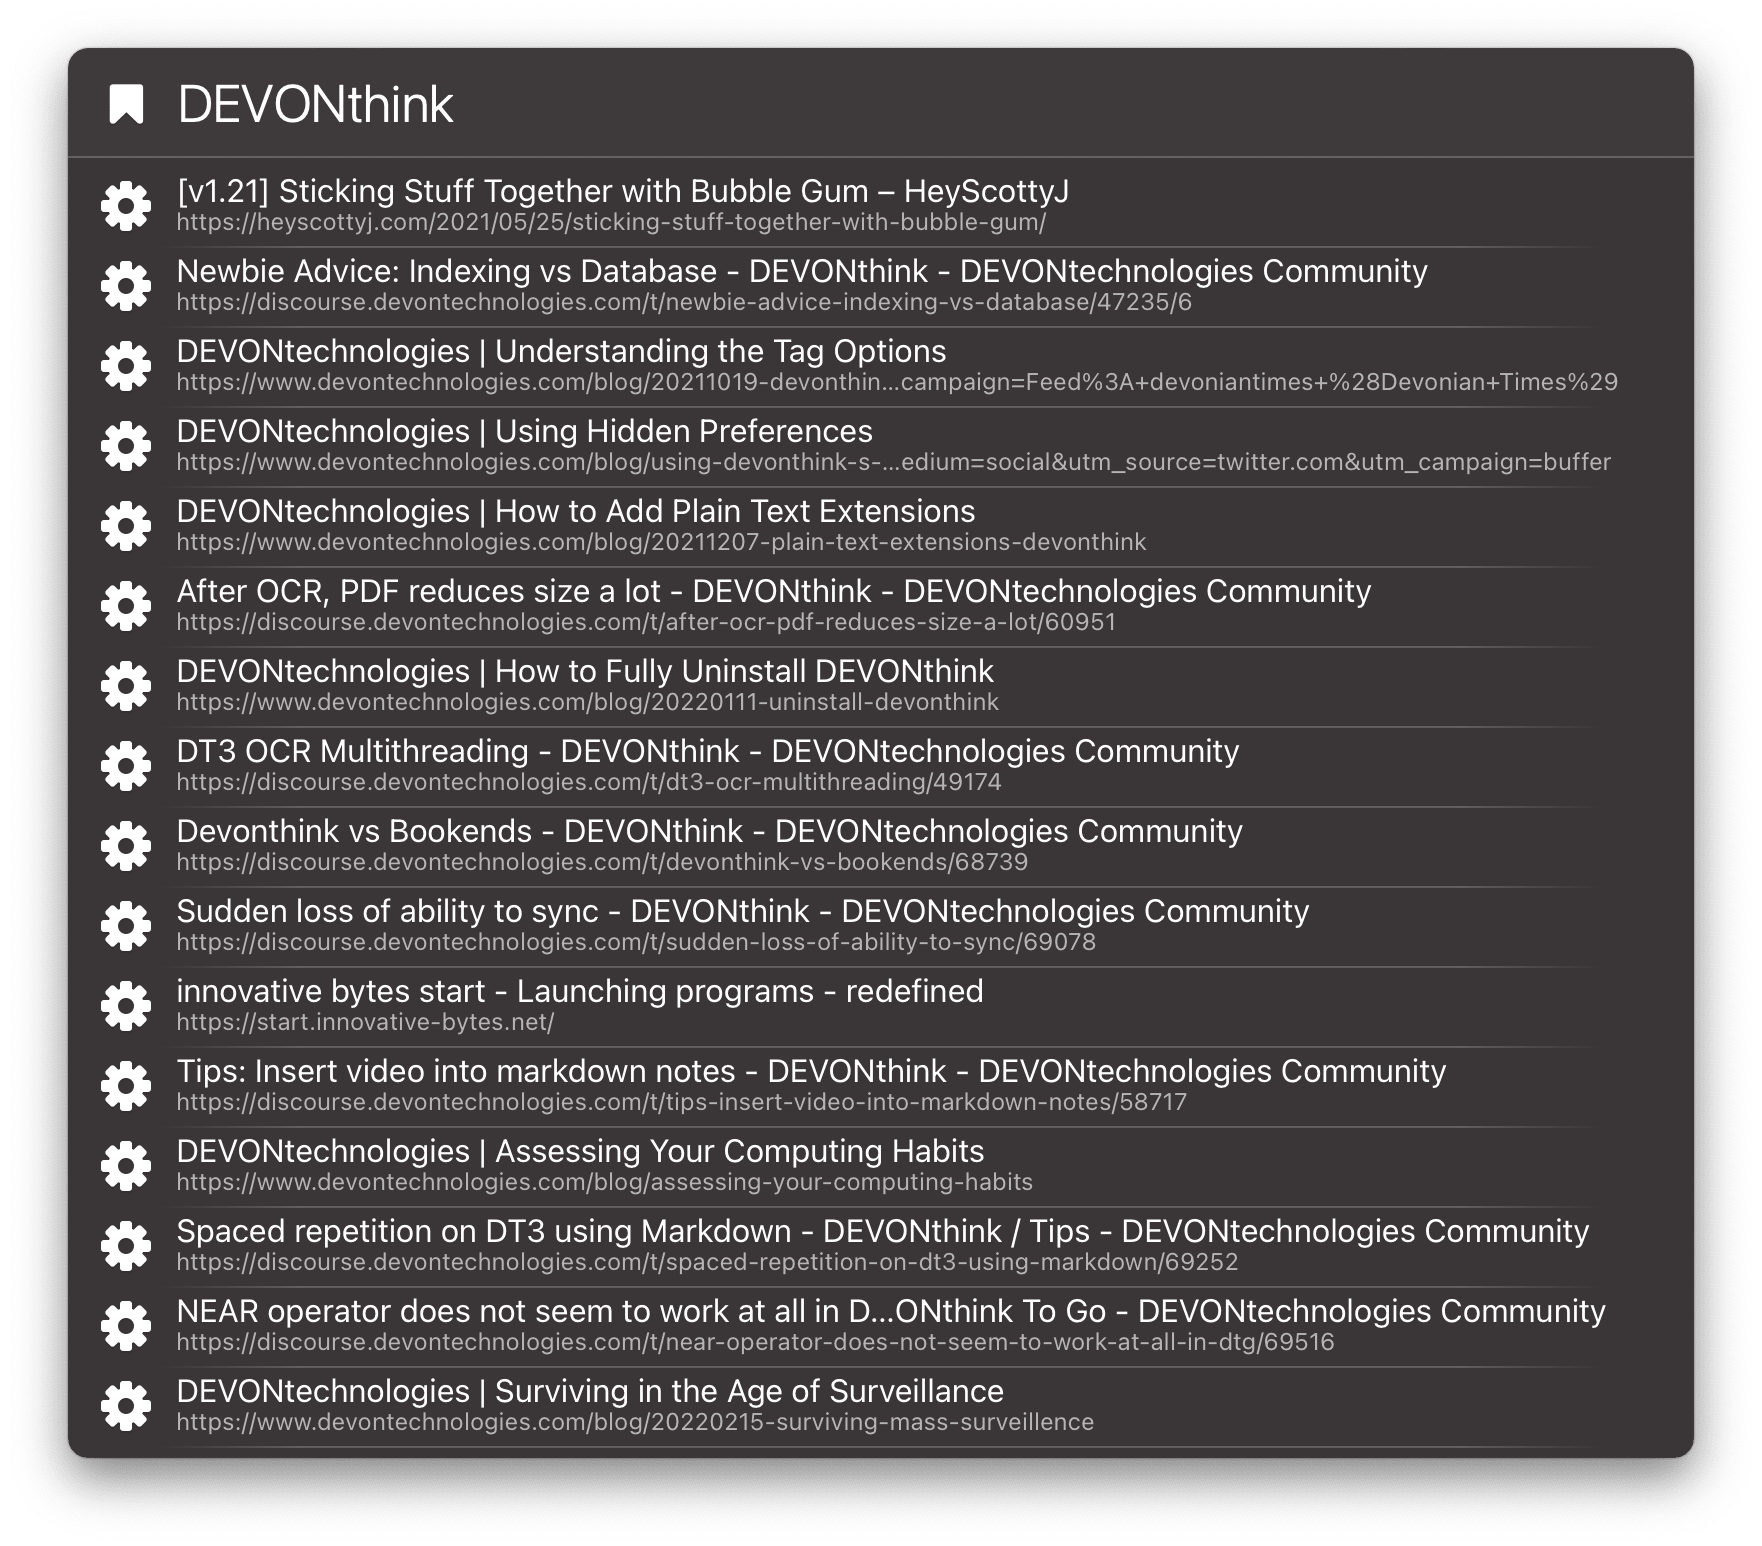 DEVONthink
[v1.21] Sticking Stuff Together with Bubble Gum – HeyScottyJ
https://heyscottyj.com/2021/05/25/sticking-stuff-together-with-bubble-gum/
Newbie Advice: Indexing vs Database - DEVONthink - DEVONtechnologies Community
https://discourse.devontechnologies.com/t/newbie-advice-indexing-vs-database/47235/6
DEVONtechnologies | Understanding the Tag Options
https://www.devontechnologies.com/blog/20211019-devonthin...campaign=Feed%3A+devoniantimes+%28Devonian+Times%29
DEVONtechnologies | Using Hidden Preferences
https://www.devontechnologies.com/blog/using-devonthink-s-...edium=social&utm_source=twitter.com&utm_campaign=buffer
DEVONtechnologies | How to Add Plain Text Extensions
https://www.devontechnologies.com/blog/20211207-plain-text-extensions-devonthink
After OCR, PDF reduces size a lot - DEVONthink - DEVONtechnologies Community
https://discourse.devontechnologies.com/t/after-ocr-pdf-reduces-size-a-lot/60951
DEVONtechnologies | How to Fully Uninstall DEVONthink
https://www.devontechnologies.com/blog/20220111-uninstall-devonthink
DT3 OCR Multithreading - DEVONthink - DEVONtechnologies Community
https://discourse.devontechnologies.com/t/dt3-ocr-multithreading/49174
Devonthink vs Bookends - DEVONthink - DEVONtechnologies Community
https://discourse.devontechnologies.com/t/devonthink-vs-bookends/68739
Sudden loss of ability to sync - DEVONthink - DEVONtechnologies Community
https://discourse.devontechnologies.com/t/sudden-loss-of-ability-to-sync/69078
innovative bytes start - Launching programs - redefined
https://start.innovative-bytes.net/
Tips: Insert video into markdown notes - DEVONthink - DEVONtechnologies Community
https://discourse.devontechnologies.com/t/tips-insert-video-into-markdown-notes/58717
DEVONtechnologies | Assessing Your Computing Habits
https://www.devontechnologies.com/blog/assessing-your-computing-habits
Spaced repetition on DT3 using Markdown - DEVONthink / Tips - DEVONtechnologies Community
https://discourse.devontechnologies.com/t/spaced-repetition-on-dt3-using-markdown/69252
NEAR operator does not seem to work at all in D...ONthink To Go - DEVONtechnologies Community
https://discourse.devontechnologies.com/t/near-operator-does-not-seem-to-work-at-all-in-dtg/69516
DEVONtechnologies | Surviving in the Age of Surveillance
https://www.devontechnologies.com/blog/20220215-surviving-mass-surveillence